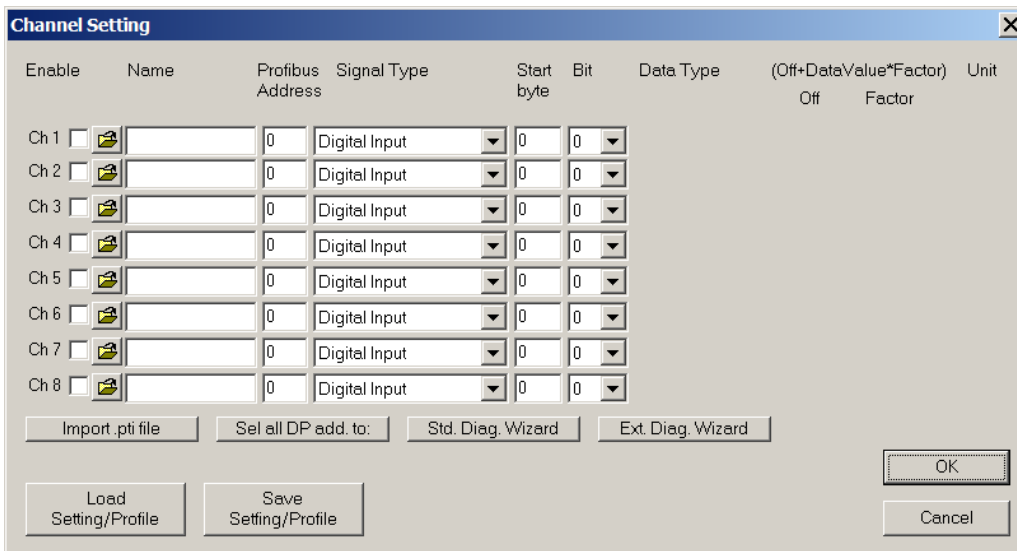 Channel Setting
Enable Name Profibus Address Signal Type Start byte Bit Data Type (Off+DataValue*Factor) Unit
Off Factor
Ch 1 0 Digital Input 0 0
Ch 2 0 Digital Input 0 0
Ch 3 0 Digital Input 0 0
Ch 4 0 Digital Input 0 0
Ch 5 0 Digital Input 0 0
Ch 6 0 Digital Input 0 0
Ch 7 0 Digital Input 0 0
Ch 8 0 Digital Input 0 0
Import .pti file Sel all DP add. to: Std. Diag. Wizard Ext. Diag. Wizard
OK
Load Setting/Profile Save Setting/Profile
Cancel